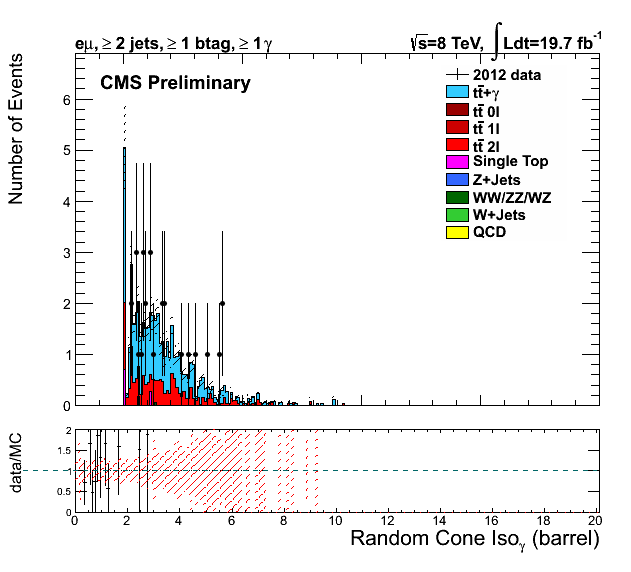 eμ, ≥ 2 jets, ≥ 1 btag, ≥ 1γ
√s=8 TeV, ∫Ldt=19.7 fb⁻¹
CMS Preliminary
2012 data
tt̄+γ
tt̄ 0l
tt̄ 1l
tt̄ 2l
Single Top
Z+Jets
WW/ZZ/WZ
W+Jets
QCD
Number of Events
6
5
4
3
2
1
0
data/MC
2
1.5
1
0.5
0
0 2 4 6 8 10 12 14 16 18 20
Random Cone Isoγ (barrel)